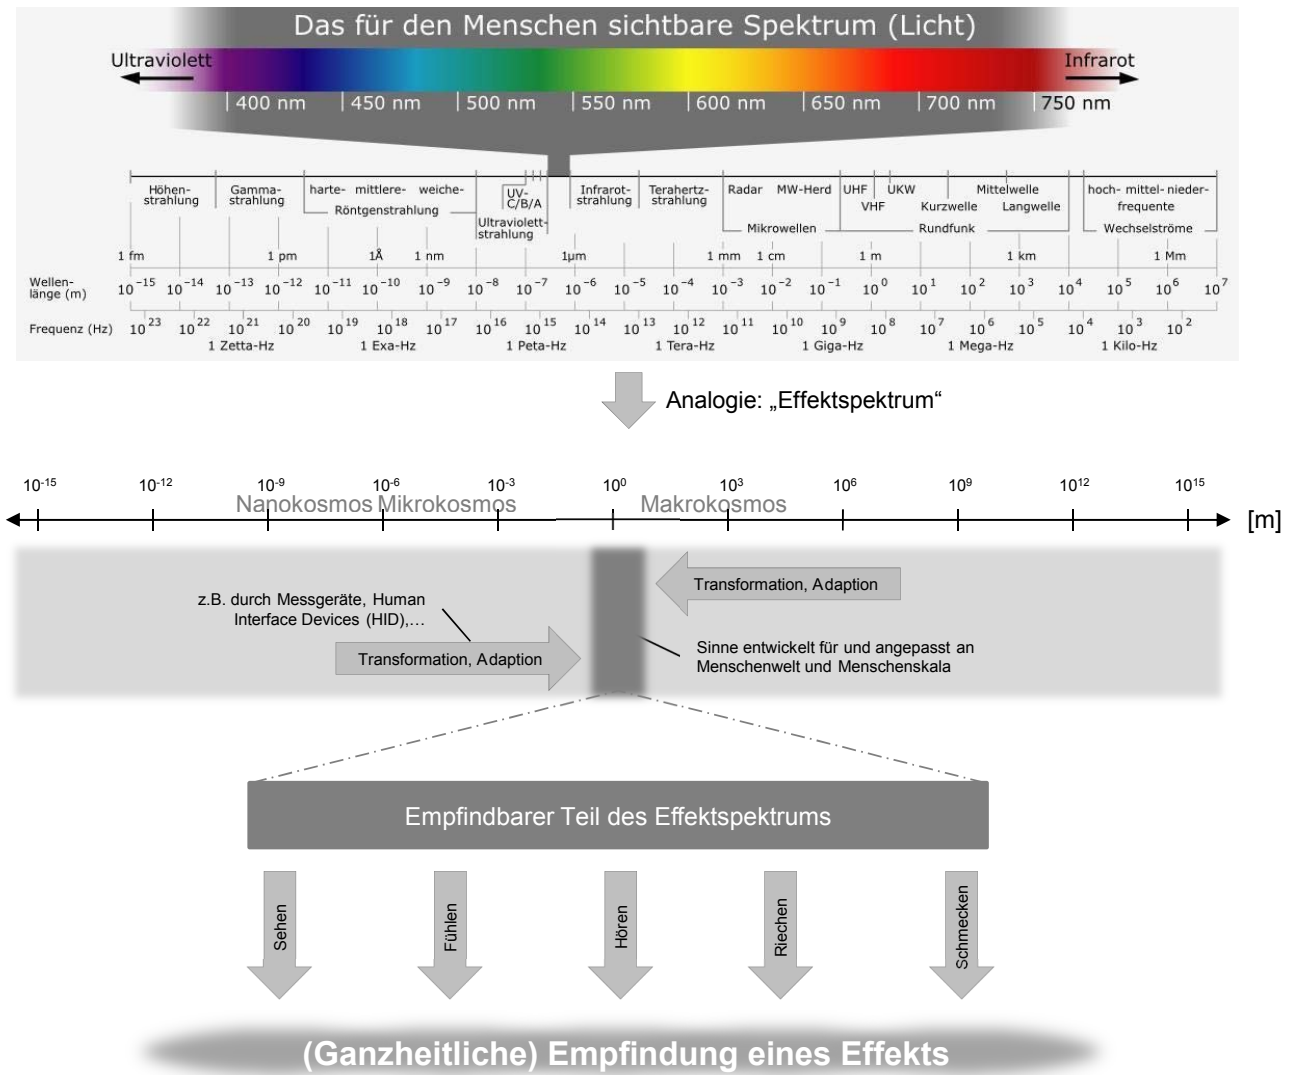 Das für den Menschen sichtbare Spektrum (Licht)
Ultraviolett
Infrarot
400 nm 450 nm 500 nm 550 nm 600 nm 650 nm 700 nm 750 nm
Höhen-
strahlung
Gamma-
strahlung
harte- mittlere- weiche-
Röntgenstrahlung
UV-
C/B/A
Ultraviolett-
strahlung
Infrarot-
strahlung
Terahertz-
strahlung
Radar MW-Herd
Mikrowellen
UHF UKW Mittelwelle
VHF Kurzwelle Langwelle
Rundfunk
hoch- mittel- nieder-
frequente
Wechselströme
1 fm 1 pm 1Å 1 nm 1µm 1 mm 1 cm 1 m 1 km 1 Mm
Wellen-
länge (m)
10⁻¹⁵ 10⁻¹⁴ 10⁻¹³ 10⁻¹² 10⁻¹¹ 10⁻¹⁰ 10⁻⁹ 10⁻⁸ 10⁻⁷ 10⁻⁶ 10⁻⁵ 10⁻⁴ 10⁻³ 10⁻² 10⁻¹ 10⁰ 10¹ 10² 10³ 10⁴ 10⁵ 10⁶ 10⁷
Frequenz (Hz) 10²³ 10²² 10²¹ 10²⁰ 10¹⁹ 10¹⁸ 10¹⁷ 10¹⁶ 10¹⁵ 10¹⁴ 10¹³ 10¹² 10¹¹ 10¹⁰ 10⁹ 10⁸ 10⁷ 10⁶ 10⁵ 10⁴ 10³ 10²
1 Zetta-Hz 1 Exa-Hz 1 Peta-Hz 1 Tera-Hz 1 Giga-Hz 1 Mega-Hz 1 Kilo-Hz
Analogie: „Effektspektrum“
10⁻¹⁵ 10⁻¹² 10⁻⁹ 10⁻⁶ 10⁻³ 10⁰ 10³ 10⁶ 10⁹ 10¹² 10¹⁵
Nanokosmos Mikrokosmos Makrokosmos
[m]
Transformation, Adaption
z.B. durch Messgeräte, Human
Interface Devices (HID),…
Transformation, Adaption
Sinne entwickelt für und angepasst an
Menschenwelt und Menschenskala
Empfindbarer Teil des Effektspektrums
Sehen
Fühlen
Hören
Riechen
Schmecken
(Ganzheitliche) Empfindung eines Effekts